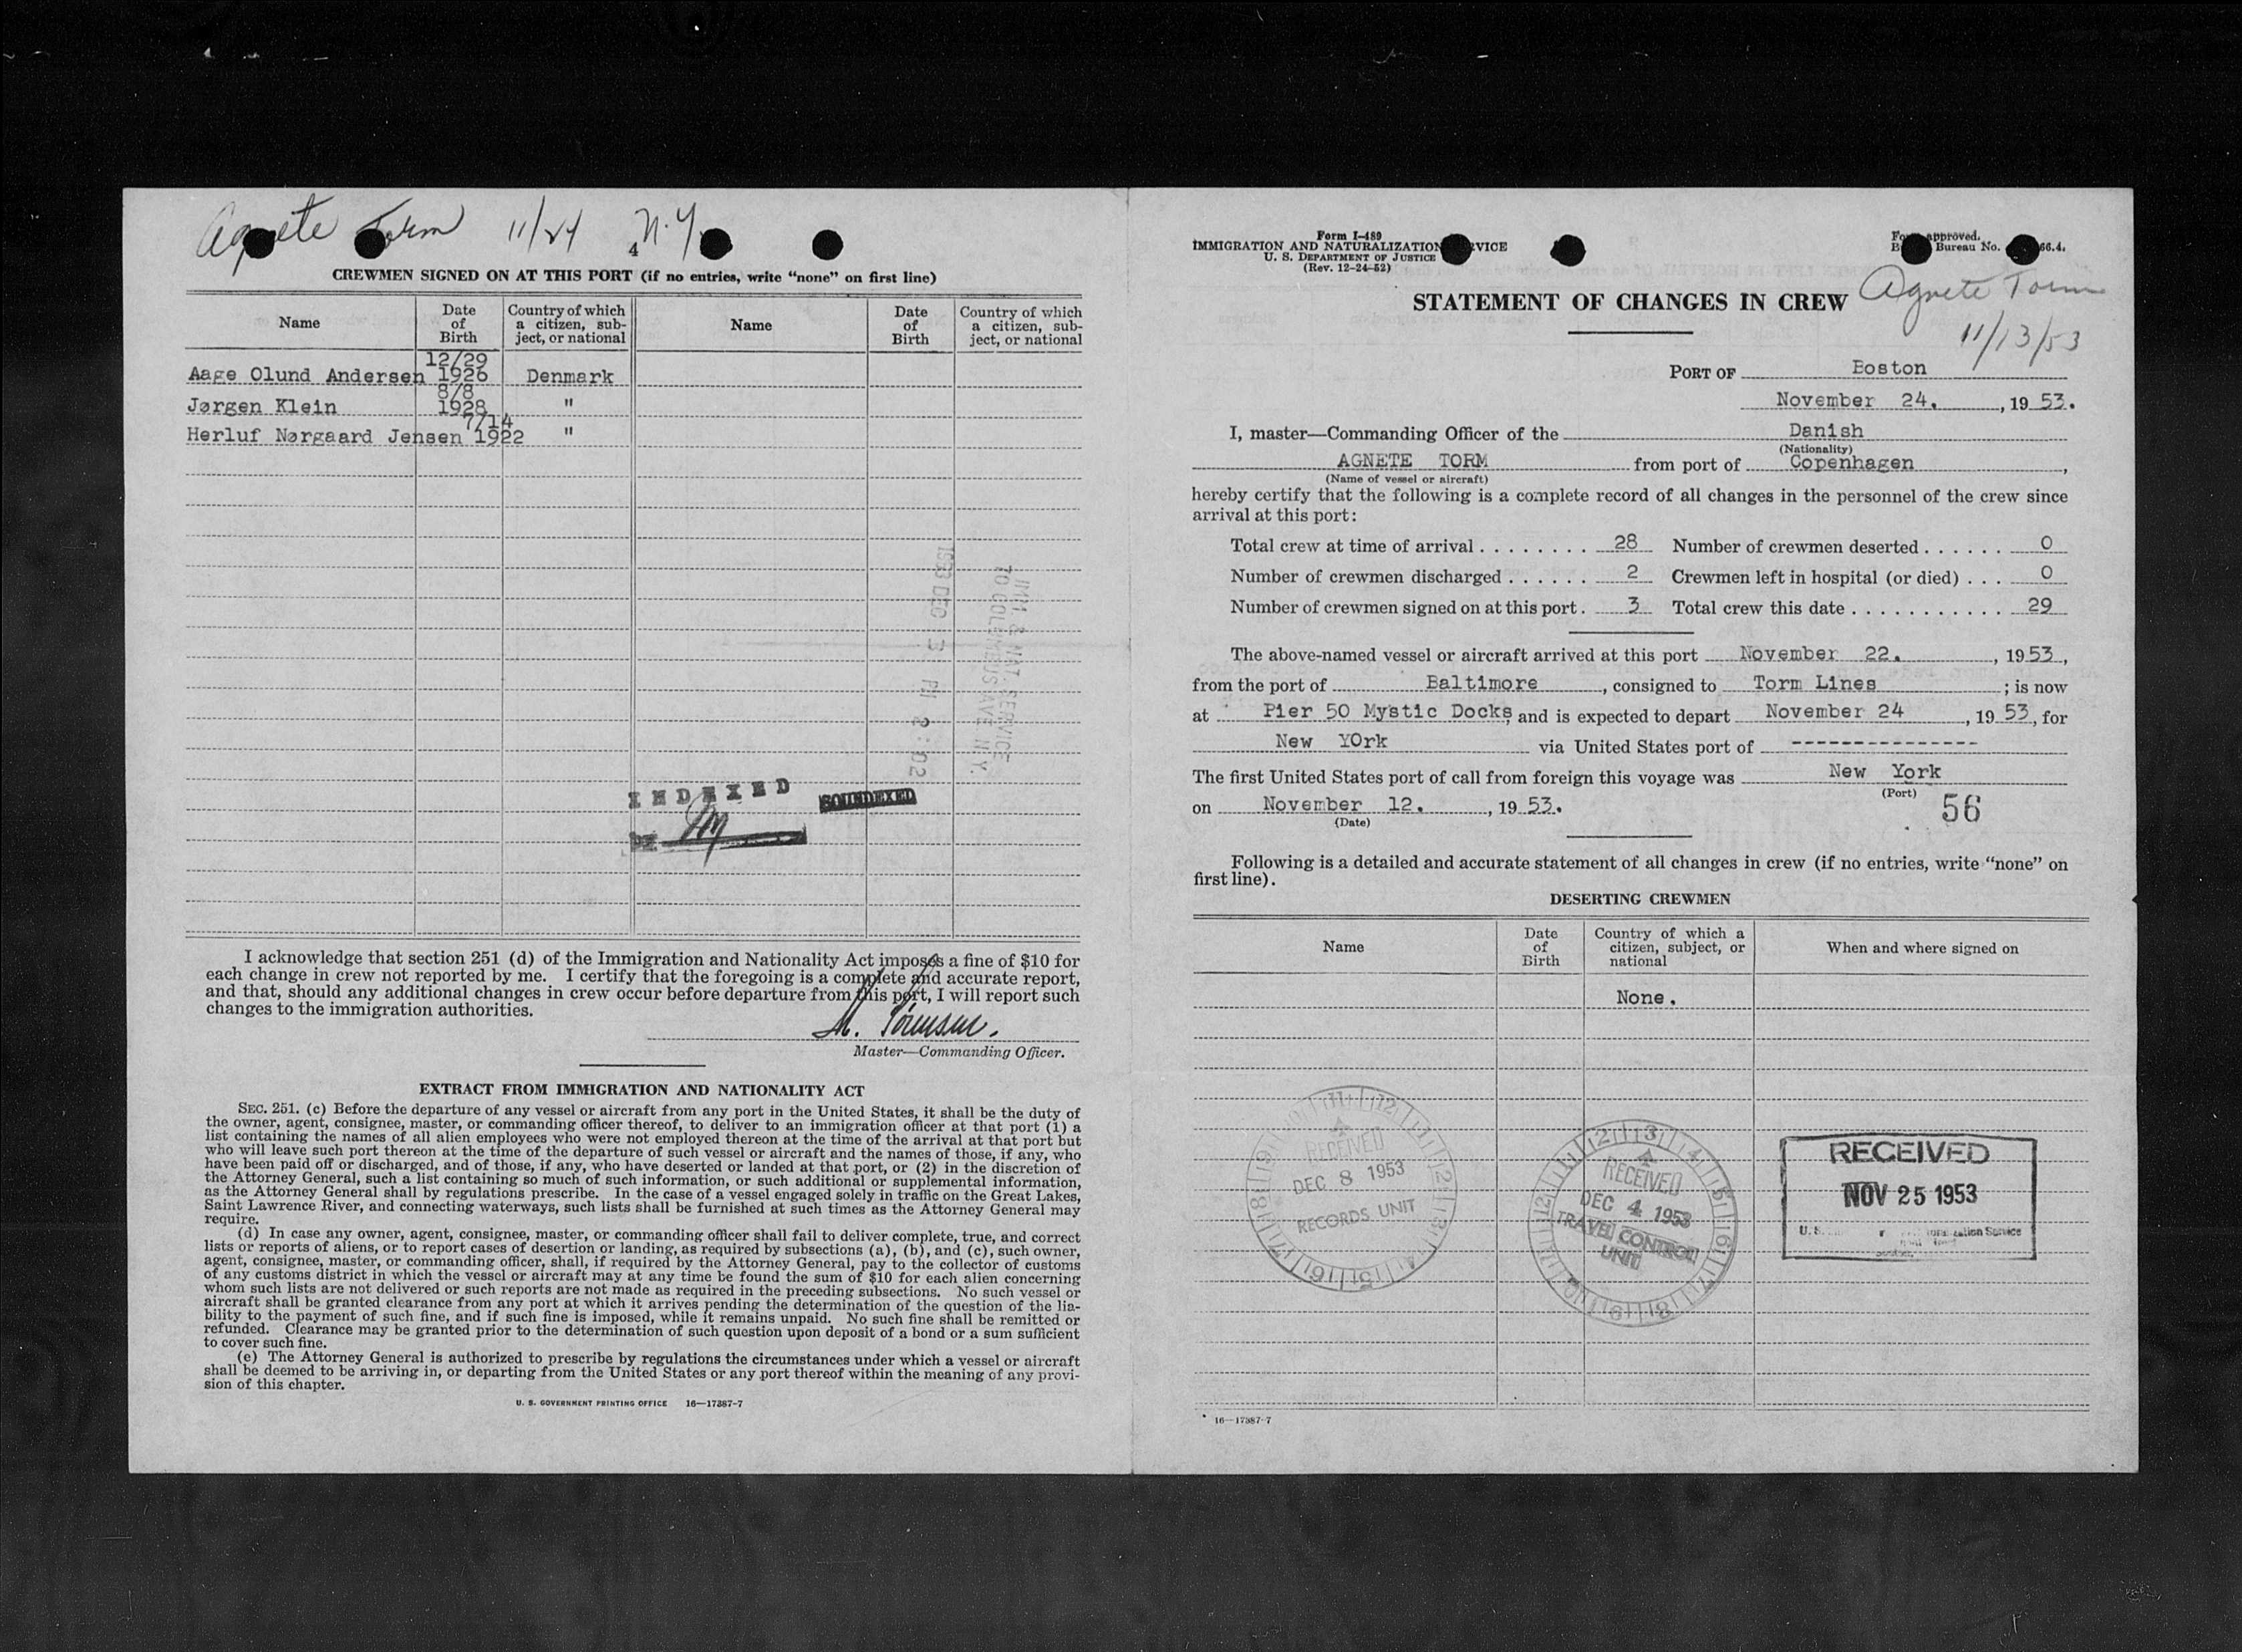 Agnete Torm 11/24 N.Y.
4
CREWMEN SIGNED ON AT THIS PORT (if no entries, write “none” on first line)
Name
Date of Birth
Country of which a citizen, subject, or national
Name
Date of Birth
Country of which a citizen, subject, or national
12/29
Aage Olund Andersen 1926 Denmark
8/8
Jørgen Klein 1928 "
7/14
Herluf Nørgaard Jensen 1922 "
IMM & NAT. SERVICE
70 COLUMBUS AVE N.Y.
1953 DEC 3 PM 2:02
INDEXED
SOUNDEXED
BY
I acknowledge that section 251 (d) of the Immigration and Nationality Act imposes a fine of $10 for
each change in crew not reported by me. I certify that the foregoing is a complete and accurate report,
and that, should any additional changes in crew occur before departure from this port, I will report such
changes to the immigration authorities.
Master—Commanding Officer.
EXTRACT FROM IMMIGRATION AND NATIONALITY ACT
SEC. 251. (c) Before the departure of any vessel or aircraft from any port in the United States, it shall be the duty of
the owner, agent, consignee, master, or commanding officer thereof, to deliver to an immigration officer at that port (1) a
list containing the names of all alien employees who were not employed thereon at the time of the arrival at that port but
who will leave such port thereon at the time of the departure of such vessel or aircraft and the names of those, if any, who
have been paid off or discharged, and of those, if any, who have deserted or landed at that port, or (2) in the discretion of
the Attorney General, such a list containing so much of such information, or such additional or supplemental information,
as the Attorney General shall by regulations prescribe. In the case of a vessel engaged solely in traffic on the Great Lakes,
Saint Lawrence River, and connecting waterways, such lists shall be furnished at such times as the Attorney General may
require.
(d) In case any owner, agent, consignee, master, or commanding officer shall fail to deliver complete, true, and correct
lists or reports of aliens, or to report cases of desertion or landing, as required by subsections (a), (b), and (c), such owner,
agent, consignee, master, or commanding officer, shall, if required by the Attorney General, pay to the collector of customs
of any customs district in which the vessel or aircraft may at any time be found the sum of $10 for each alien concerning
whom such lists are not delivered or such reports are not made as required in the preceding subsections. No such vessel or
aircraft shall be granted clearance from any port at which it arrives pending the determination of the question of the lia-
bility to the payment of such fine, and if such fine is imposed, while it remains unpaid. No such fine shall be remitted or
refunded. Clearance may be granted prior to the determination of such question upon deposit of a bond or a sum sufficient
to cover such fine.
(e) The Attorney General is authorized to prescribe by regulations the circumstances under which a vessel or aircraft
shall be deemed to be arriving in, or departing from the United States or any port thereof within the meaning of any provi-
sion of this chapter.
U. S. GOVERNMENT PRINTING OFFICE 16—17387-7
Form I-489
IMMIGRATION AND NATURALIZATION SERVICE
U. S. DEPARTMENT OF JUSTICE
(Rev. 12-24-52)
Form approved.
Bureau No. 66.4.
STATEMENT OF CHANGES IN CREW
Agnete Torm
11/13/53
PORT OF Boston
November 24. , 19 53.
I, master—Commanding Officer of the Danish
(Nationality)
AGNETE TORM from port of Copenhagen ,
(Name of vessel or aircraft)
hereby certify that the following is a complete record of all changes in the personnel of the crew since
arrival at this port:
Total crew at time of arrival . . . . . . . . 28 Number of crewmen deserted . . . . . . 0
Number of crewmen discharged . . . . . . 2 Crewmen left in hospital (or died) . . . 0
Number of crewmen signed on at this port . 3 Total crew this date . . . . . . . . . . . 29
The above-named vessel or aircraft arrived at this port November 22. , 19 53 ,
from the port of Baltimore , consigned to Torm Lines ; is now
at Pier 50 Mystic Docks, and is expected to depart November 24 , 19 53, for
New YOrk via United States port of ---------------
The first United States port of call from foreign this voyage was New York
(Port)
on November 12. , 19 53.
(Date)
56
Following is a detailed and accurate statement of all changes in crew (if no entries, write “none” on
first line).
DESERTING CREWMEN
Name
Date of Birth
Country of which a citizen, subject, or national
When and where signed on
None.
RECEIVED
DEC 8 1953
RECORDS UNIT
RECEIVED
DEC 4 1953
TRAVEL CONTROL
UNIT
RECEIVED
NOV 25 1953
16—17387-7